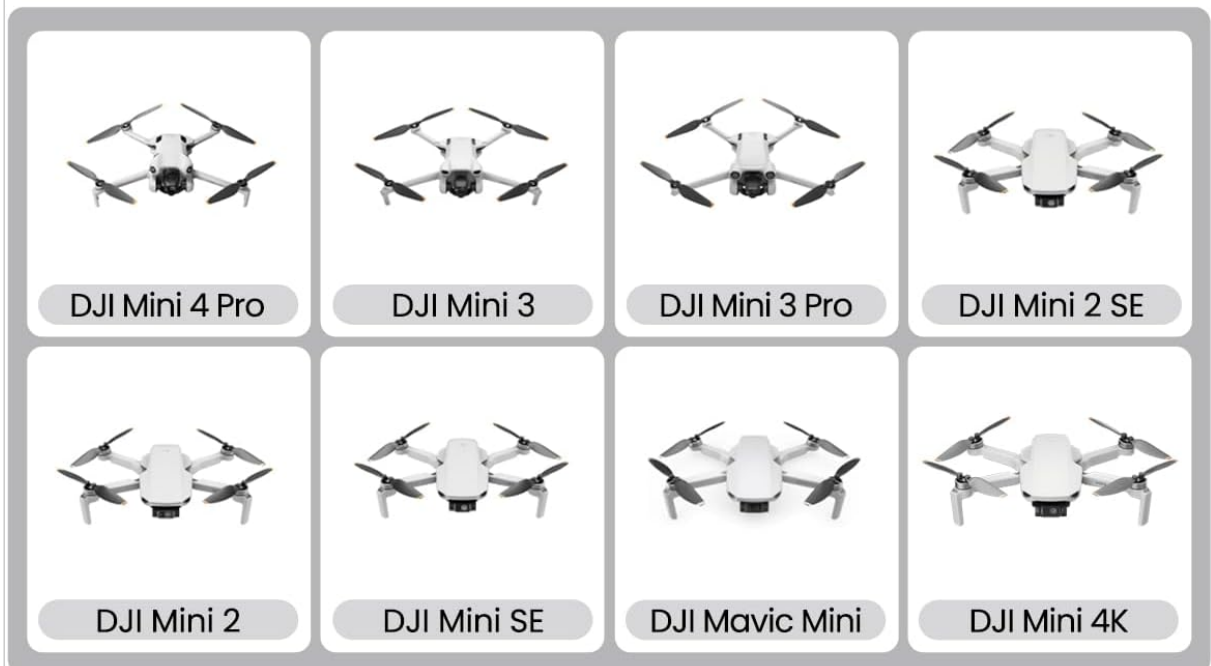 DJI Mini 4 Pro
DJI Mini 3
DJI Mini 3 Pro
DJI Mini 2 SE
DJI Mini 2
DJI Mini SE
DJI Mavic Mini
DJI Mini 4K